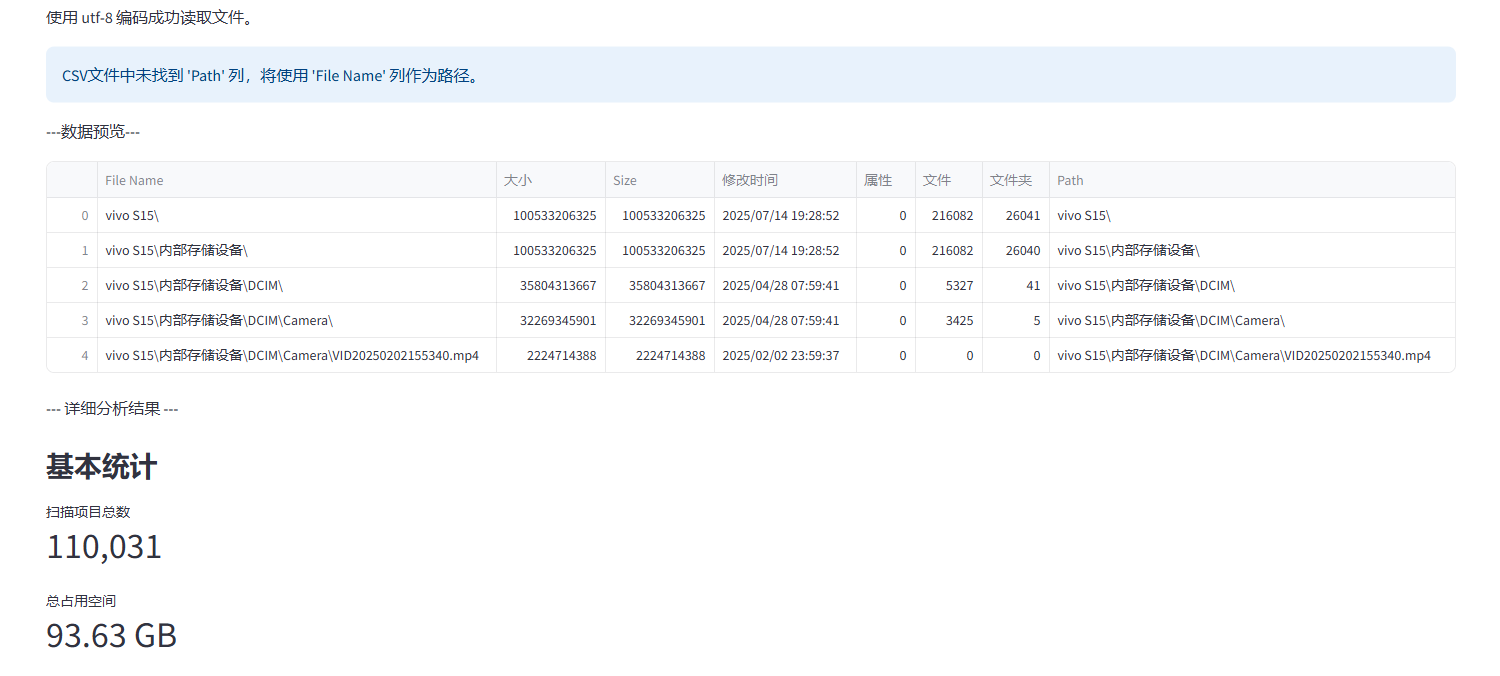 使用 utf-8 编码成功读取文件。
CSV文件中未找到 'Path' 列，将使用 'File Name' 列作为路径。
---数据预览---
File Name 大小 Size 修改时间 属性 文件 文件夹 Path
0 vivo S15\ 100533206325 100533206325 2025/07/14 19:28:52 0 216082 26041 vivo S15\
1 vivo S15\内部存储设备\ 100533206325 100533206325 2025/07/14 19:28:52 0 216082 26040 vivo S15\内部存储设备\
2 vivo S15\内部存储设备\DCIM\ 35804313667 35804313667 2025/04/28 07:59:41 0 5327 41 vivo S15\内部存储设备\DCIM\
3 vivo S15\内部存储设备\DCIM\Camera\ 32269345901 32269345901 2025/04/28 07:59:41 0 3425 5 vivo S15\内部存储设备\DCIM\Camera\
4 vivo S15\内部存储设备\DCIM\Camera\VID20250202155340.mp4 2224714388 2224714388 2025/02/02 23:59:37 0 0 0 vivo S15\内部存储设备\DCIM\Camera\VID20250202155340.mp4
--- 详细分析结果 ---
基本统计
扫描项目总数
110,031
总占用空间
93.63 GB